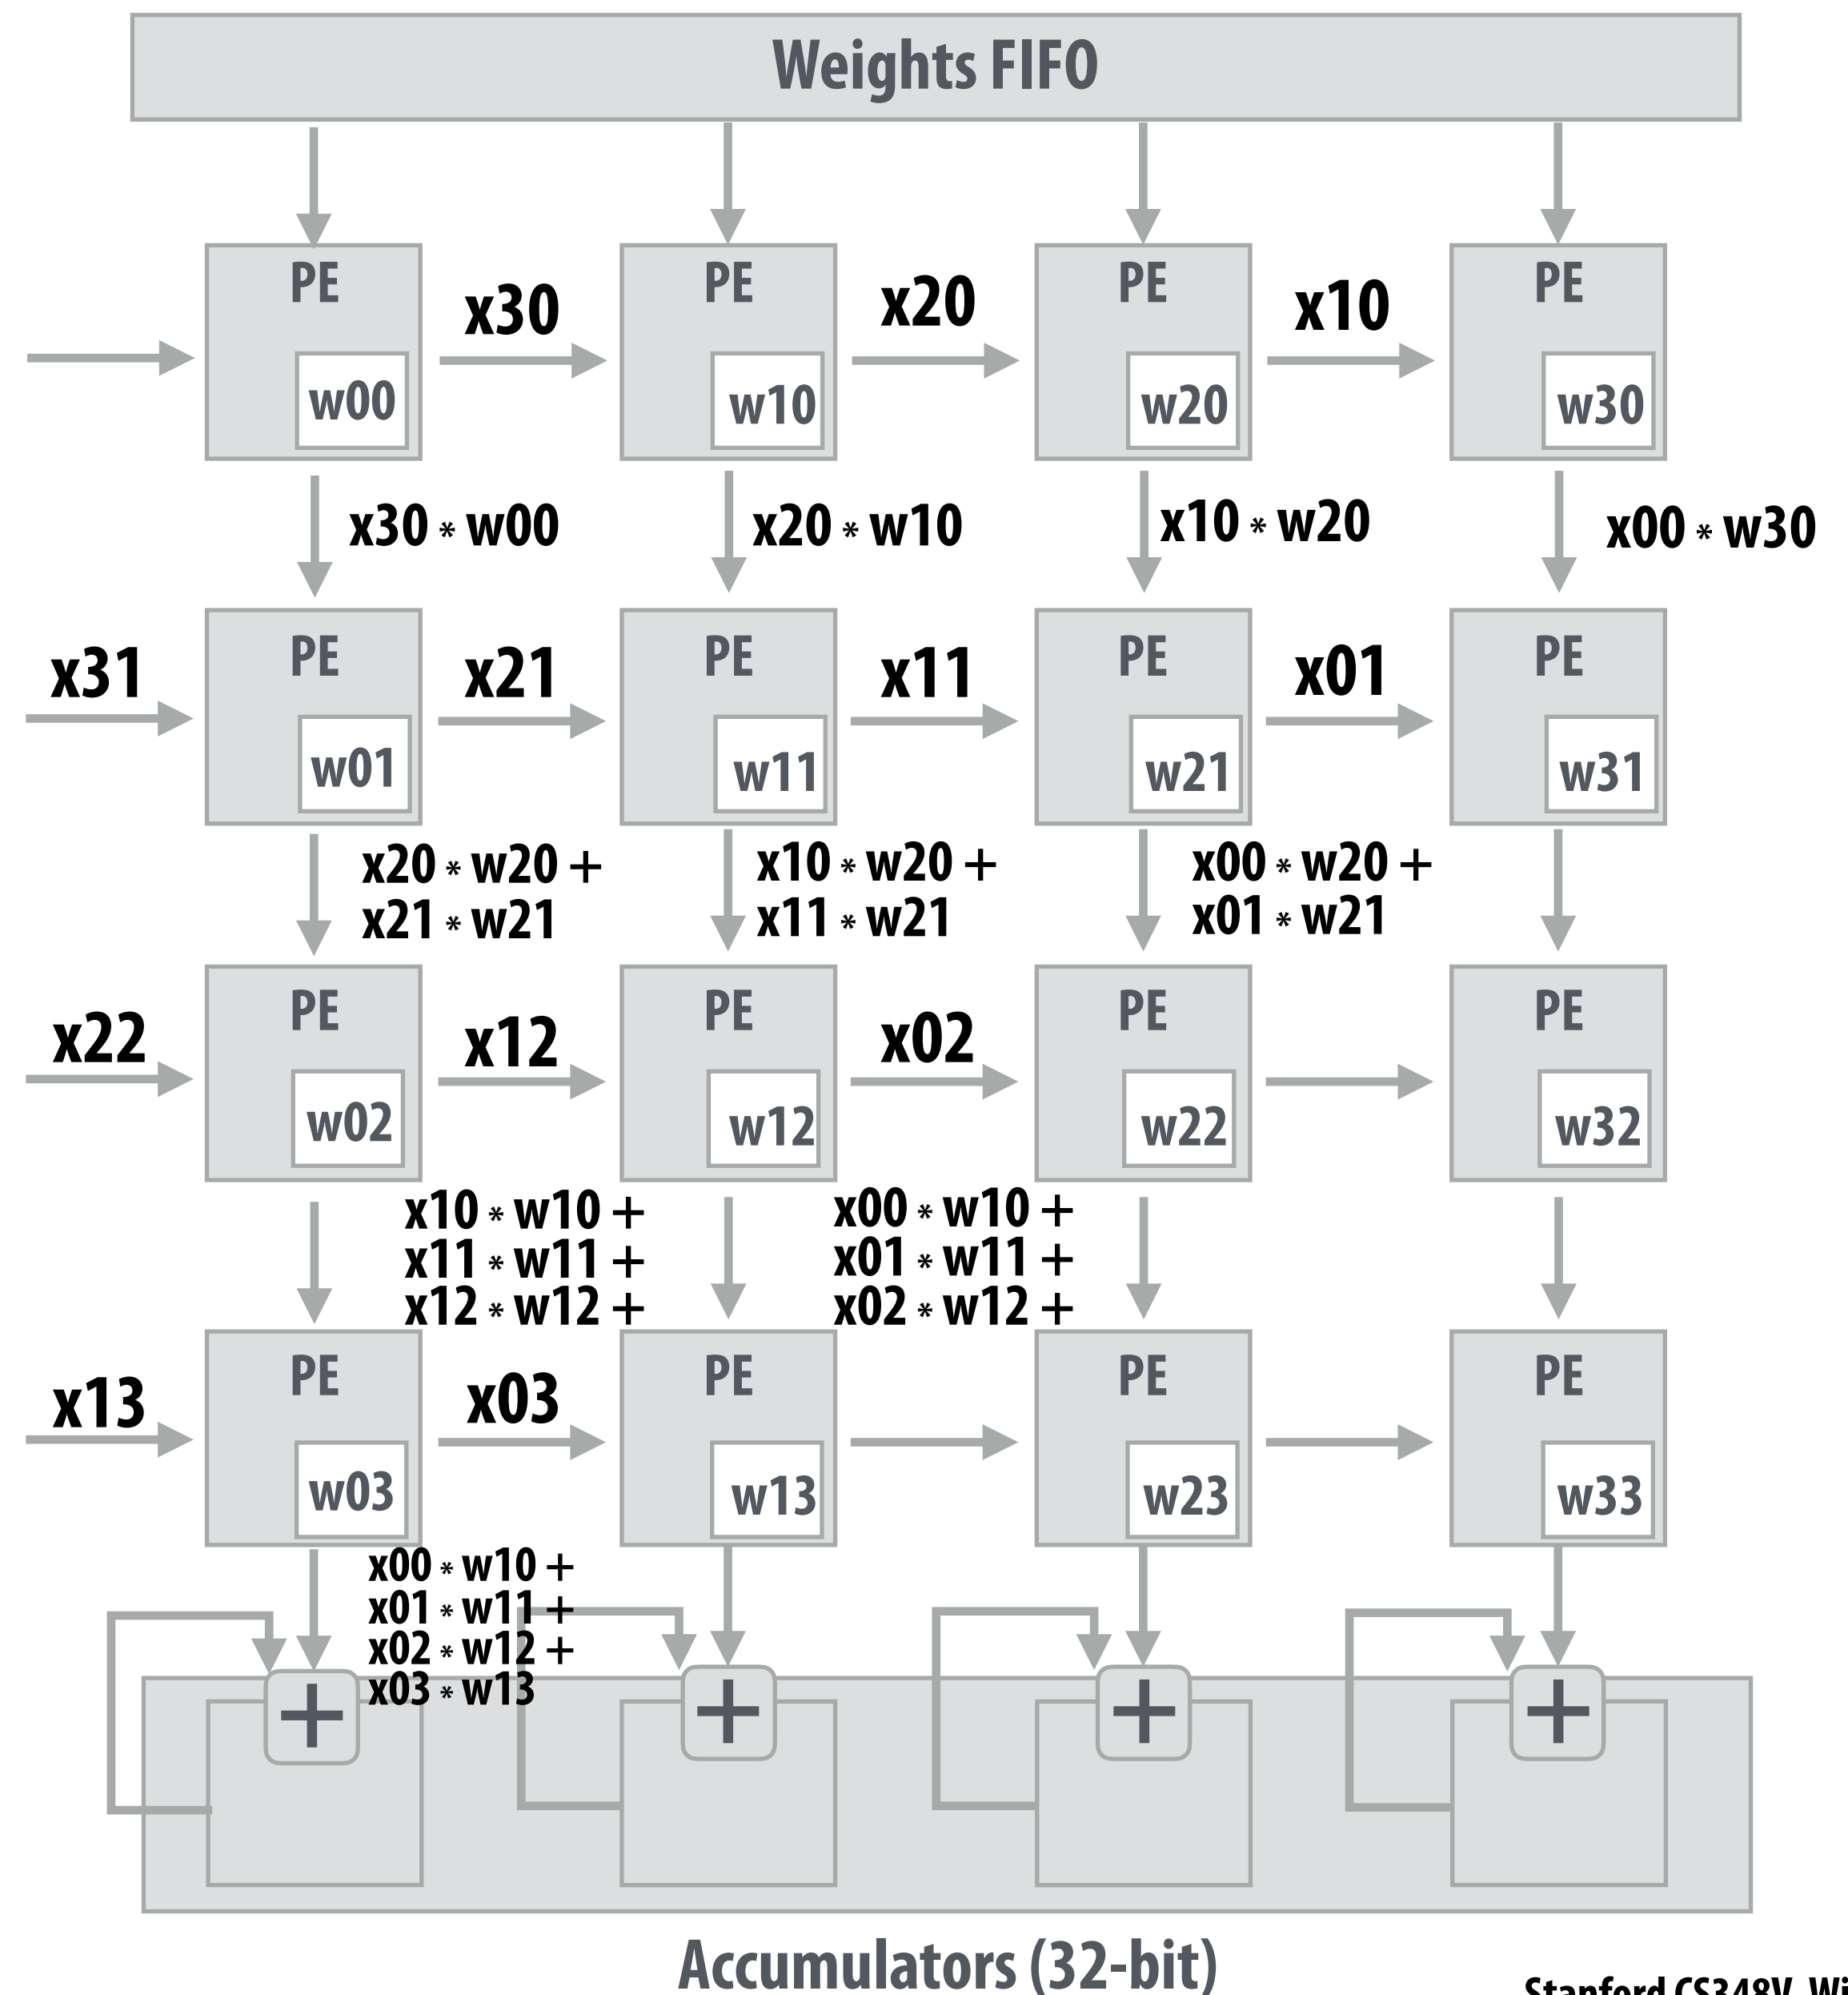 Weights FIFO
PE PE PE PE
x30 x20 x10
w00 w10 w20 w30
x30 * w00 x20 * w10 x10 * w20 x00 * w30
PE PE PE PE
x31 x21 x11 x01
w01 w11 w21 w31
x20 * w20 + x10 * w20 + x00 * w20 +
x21 * w21 x11 * w21 x01 * w21
PE PE PE PE
x22 x12 x02
w02 w12 w22 w32
x10 * w10 + x00 * w10 +
x11 * w11 + x01 * w11 +
x12 * w12 + x02 * w12 +
PE PE PE PE
x13 x03
w03 w13 w23 w33
x00 * w10 +
x01 * w11 +
x02 * w12 +
x03 * w13
+ + + +
Accumulators (32-bit)
Stanford CS348V, Wi